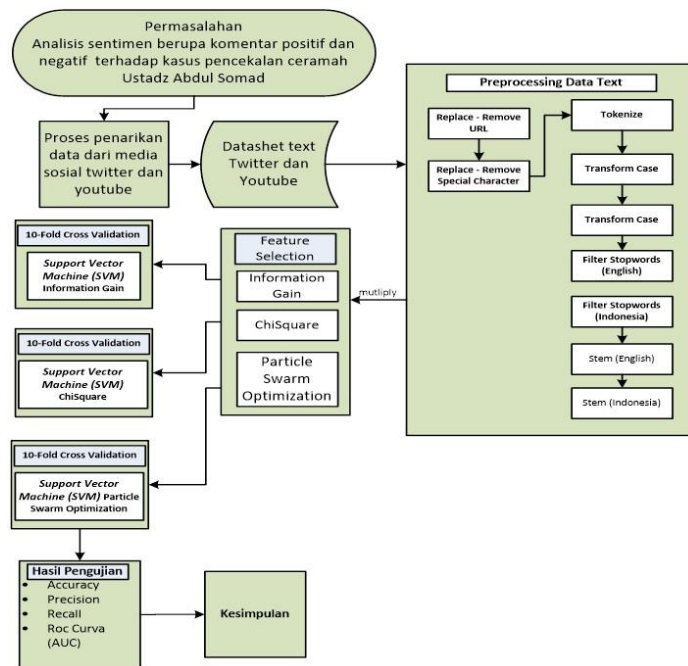 Permasalahan
Analisis sentimen berupa komentar positif dan
negatif terhadap kasus pencekalan ceramah
Ustadz Abdul Somad
Proses penarikan
data dari media
sosial twitter dan
youtube
Datashet text
Twitter dan
Youtube
Preprocessing Data Text
Replace - Remove
URL
Replace - Remove
Special Character
Tokenize
Transform Case
Transform Case
Filter Stopwords
(English)
Filter Stopwords
(Indonesia)
Stem (English)
Stem (Indonesia)
mutliply
Feature
Selection
Information
Gain
ChiSquare
Particle
Swarm
Optimization
10-Fold Cross Validation
Support Vector
Machine (SVM)
Information Gain
10-Fold Cross Validation
Support Vector
Machine (SVM)
ChiSquare
10-Fold Cross Validation
Support Vector
Machine (SVM) Particle
Swarm Optimization
Hasil Pengujian
• Accuracy
• Precision
• Recall
• Roc Curva
(AUC)
Kesimpulan